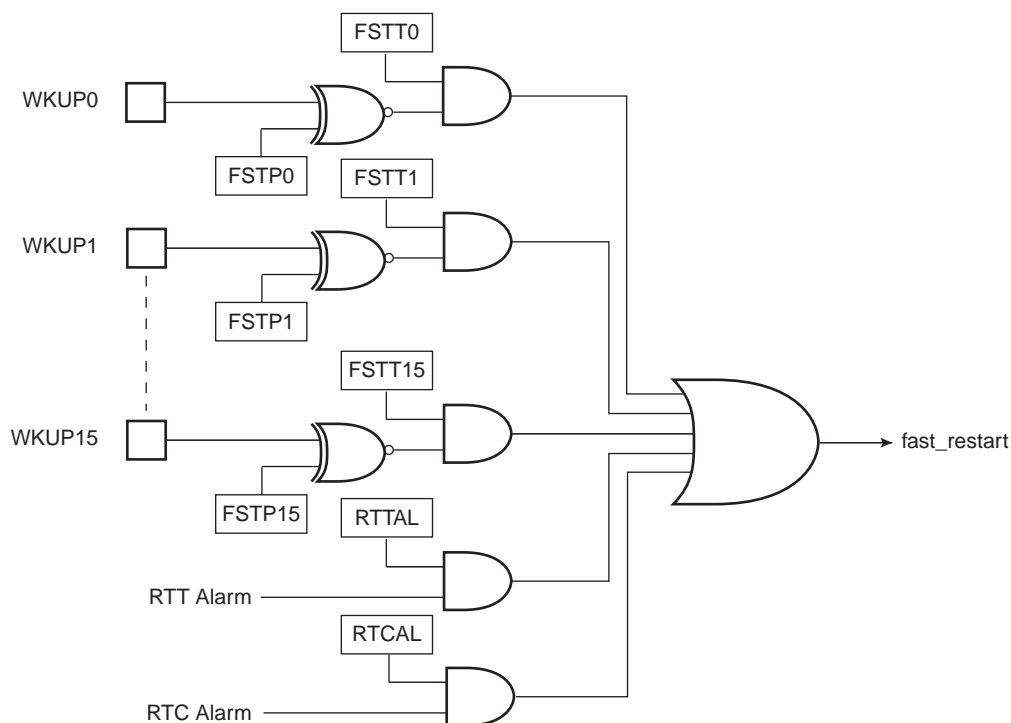 FSTT0
WKUP0
FSTP0
FSTT1
WKUP1
FSTP1
FSTT15
WKUP15
fast_restart
FSTP15
RTTAL
RTT Alarm
RTCAL
RTC Alarm